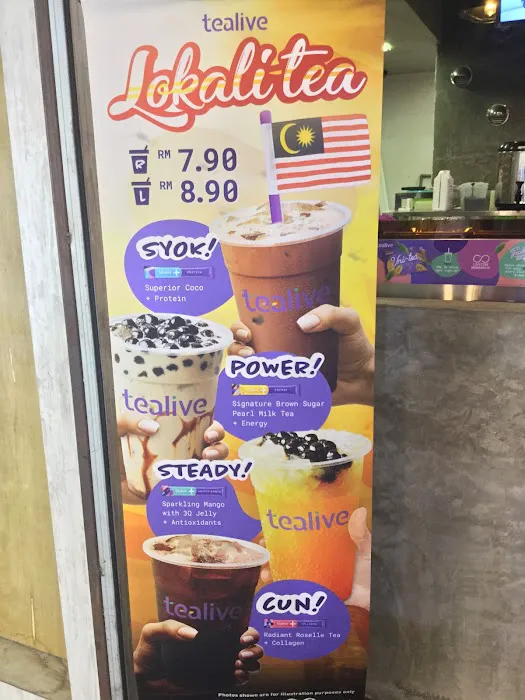 tealive
Lokali-tea
R RM 7.90
L RM 8.90
SYOK!
Superior Coco
+ Protein
tealive
POWER!
Signature Brown Sugar
Pearl Milk Tea
+ Energy
tealive
STEADY!
Sparkling Mango
with 3Q Jelly
+ Antioxidants
tealive
CUN!
Radiant Roselle Tea
+ Collagen
tealive
Photos shown are for illustration purposes only